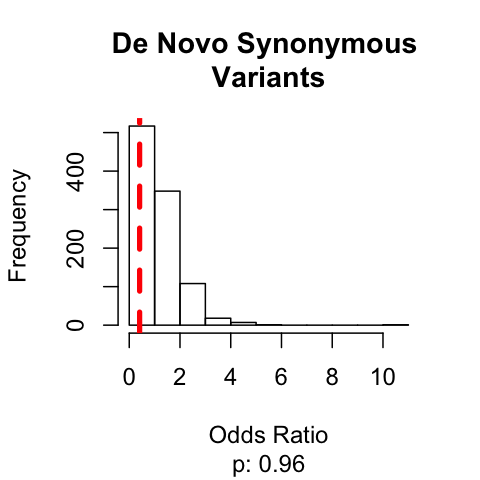 De Novo Synonymous
Variants
Frequency
400
200
0
0 2 4 6 8 10
Odds Ratio
p: 0.96